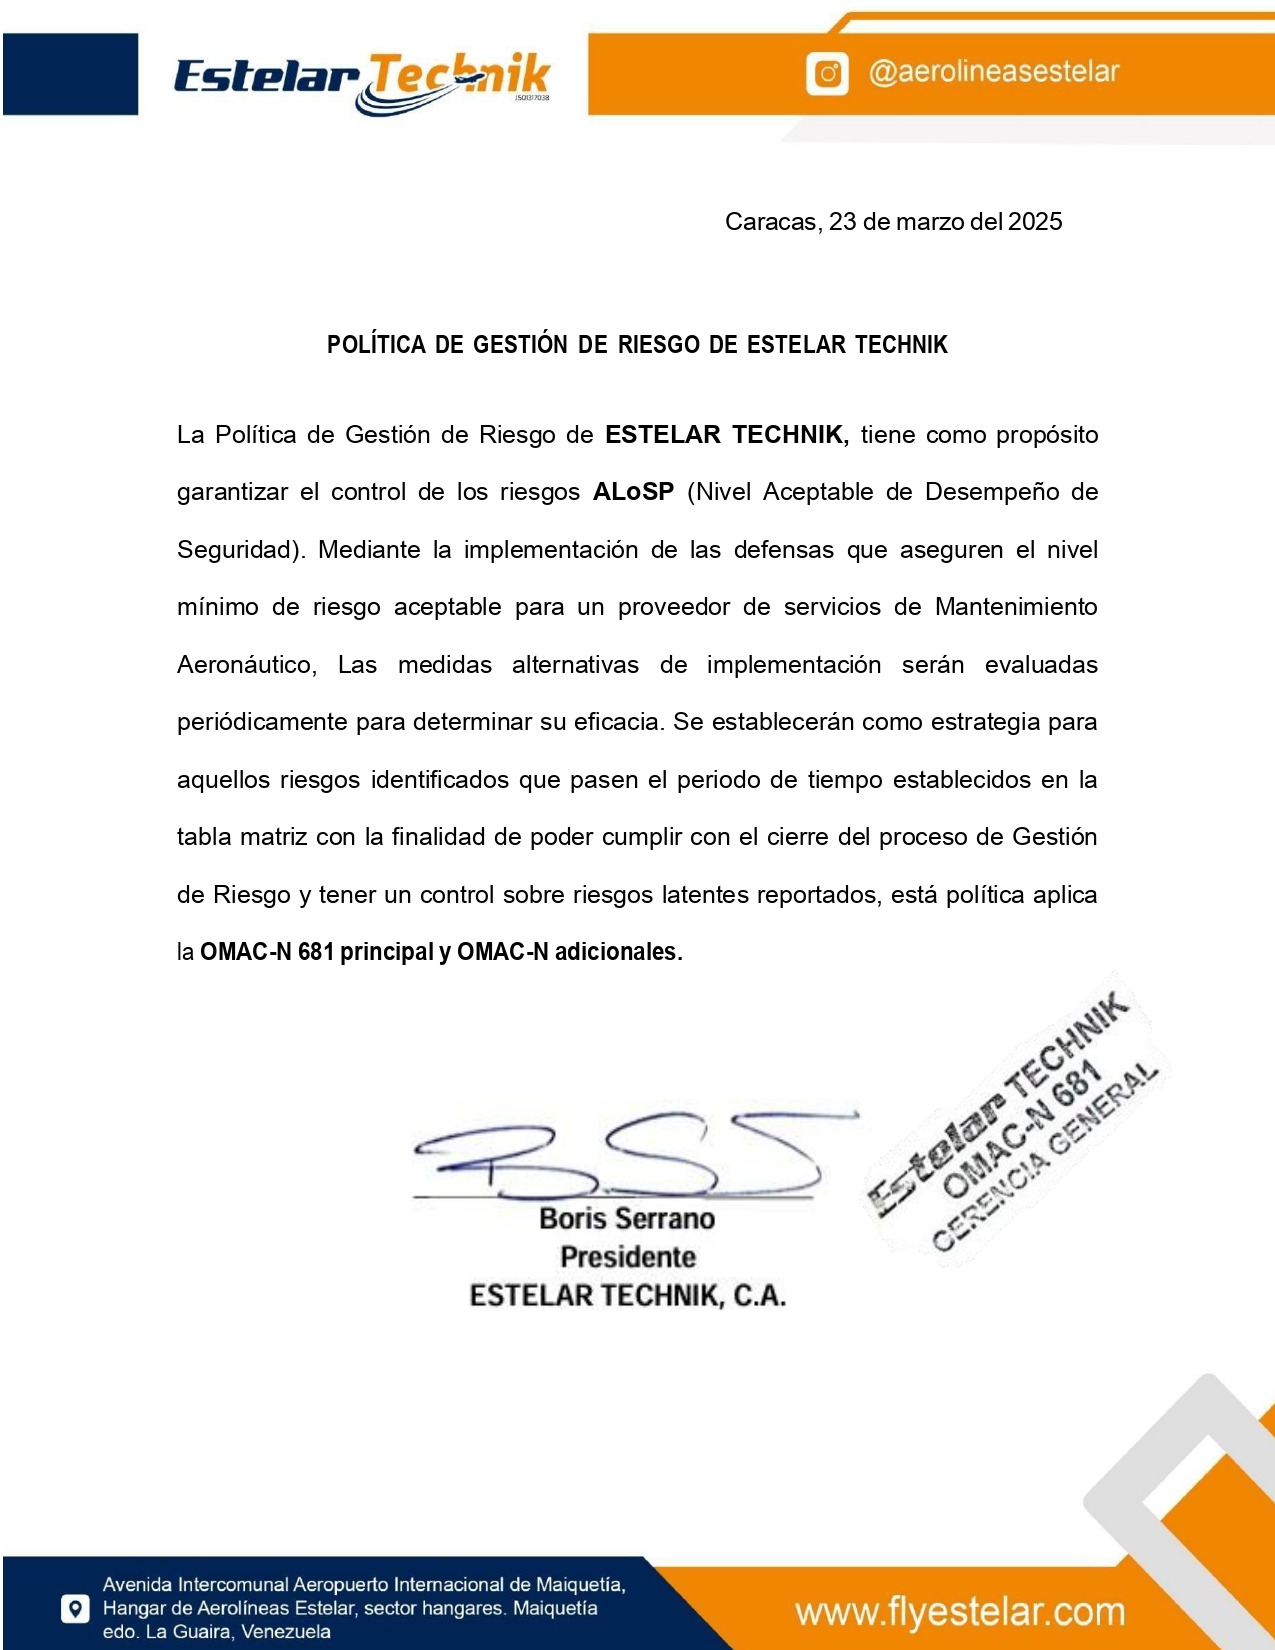 Estelar Technik
J501317038
@aerolineasestelar
Caracas, 23 de marzo del 2025
POLÍTICA DE GESTIÓN DE RIESGO DE ESTELAR TECHNIK
La Política de Gestión de Riesgo de ESTELAR TECHNIK, tiene como propósito
garantizar el control de los riesgos ALoSP (Nivel Aceptable de Desempeño de
Seguridad). Mediante la implementación de las defensas que aseguren el nivel
mínimo de riesgo aceptable para un proveedor de servicios de Mantenimiento
Aeronáutico, Las medidas alternativas de implementación serán evaluadas
periódicamente para determinar su eficacia. Se establecerán como estrategia para
aquellos riesgos identificados que pasen el periodo de tiempo establecidos en la
tabla matriz con la finalidad de poder cumplir con el cierre del proceso de Gestión
de Riesgo y tener un control sobre riesgos latentes reportados, está política aplica
la OMAC-N 681 principal y OMAC-N adicionales.
Estelar TECHNIK
OMAC-N 681
GERENCIA GENERAL
Boris Serrano
Presidente
ESTELAR TECHNIK, C.A.
Avenida Intercomunal Aeropuerto Internacional de Maiquetía,
Hangar de Aerolíneas Estelar, sector hangares. Maiquetía
edo. La Guaira, Venezuela
www.flyestelar.com